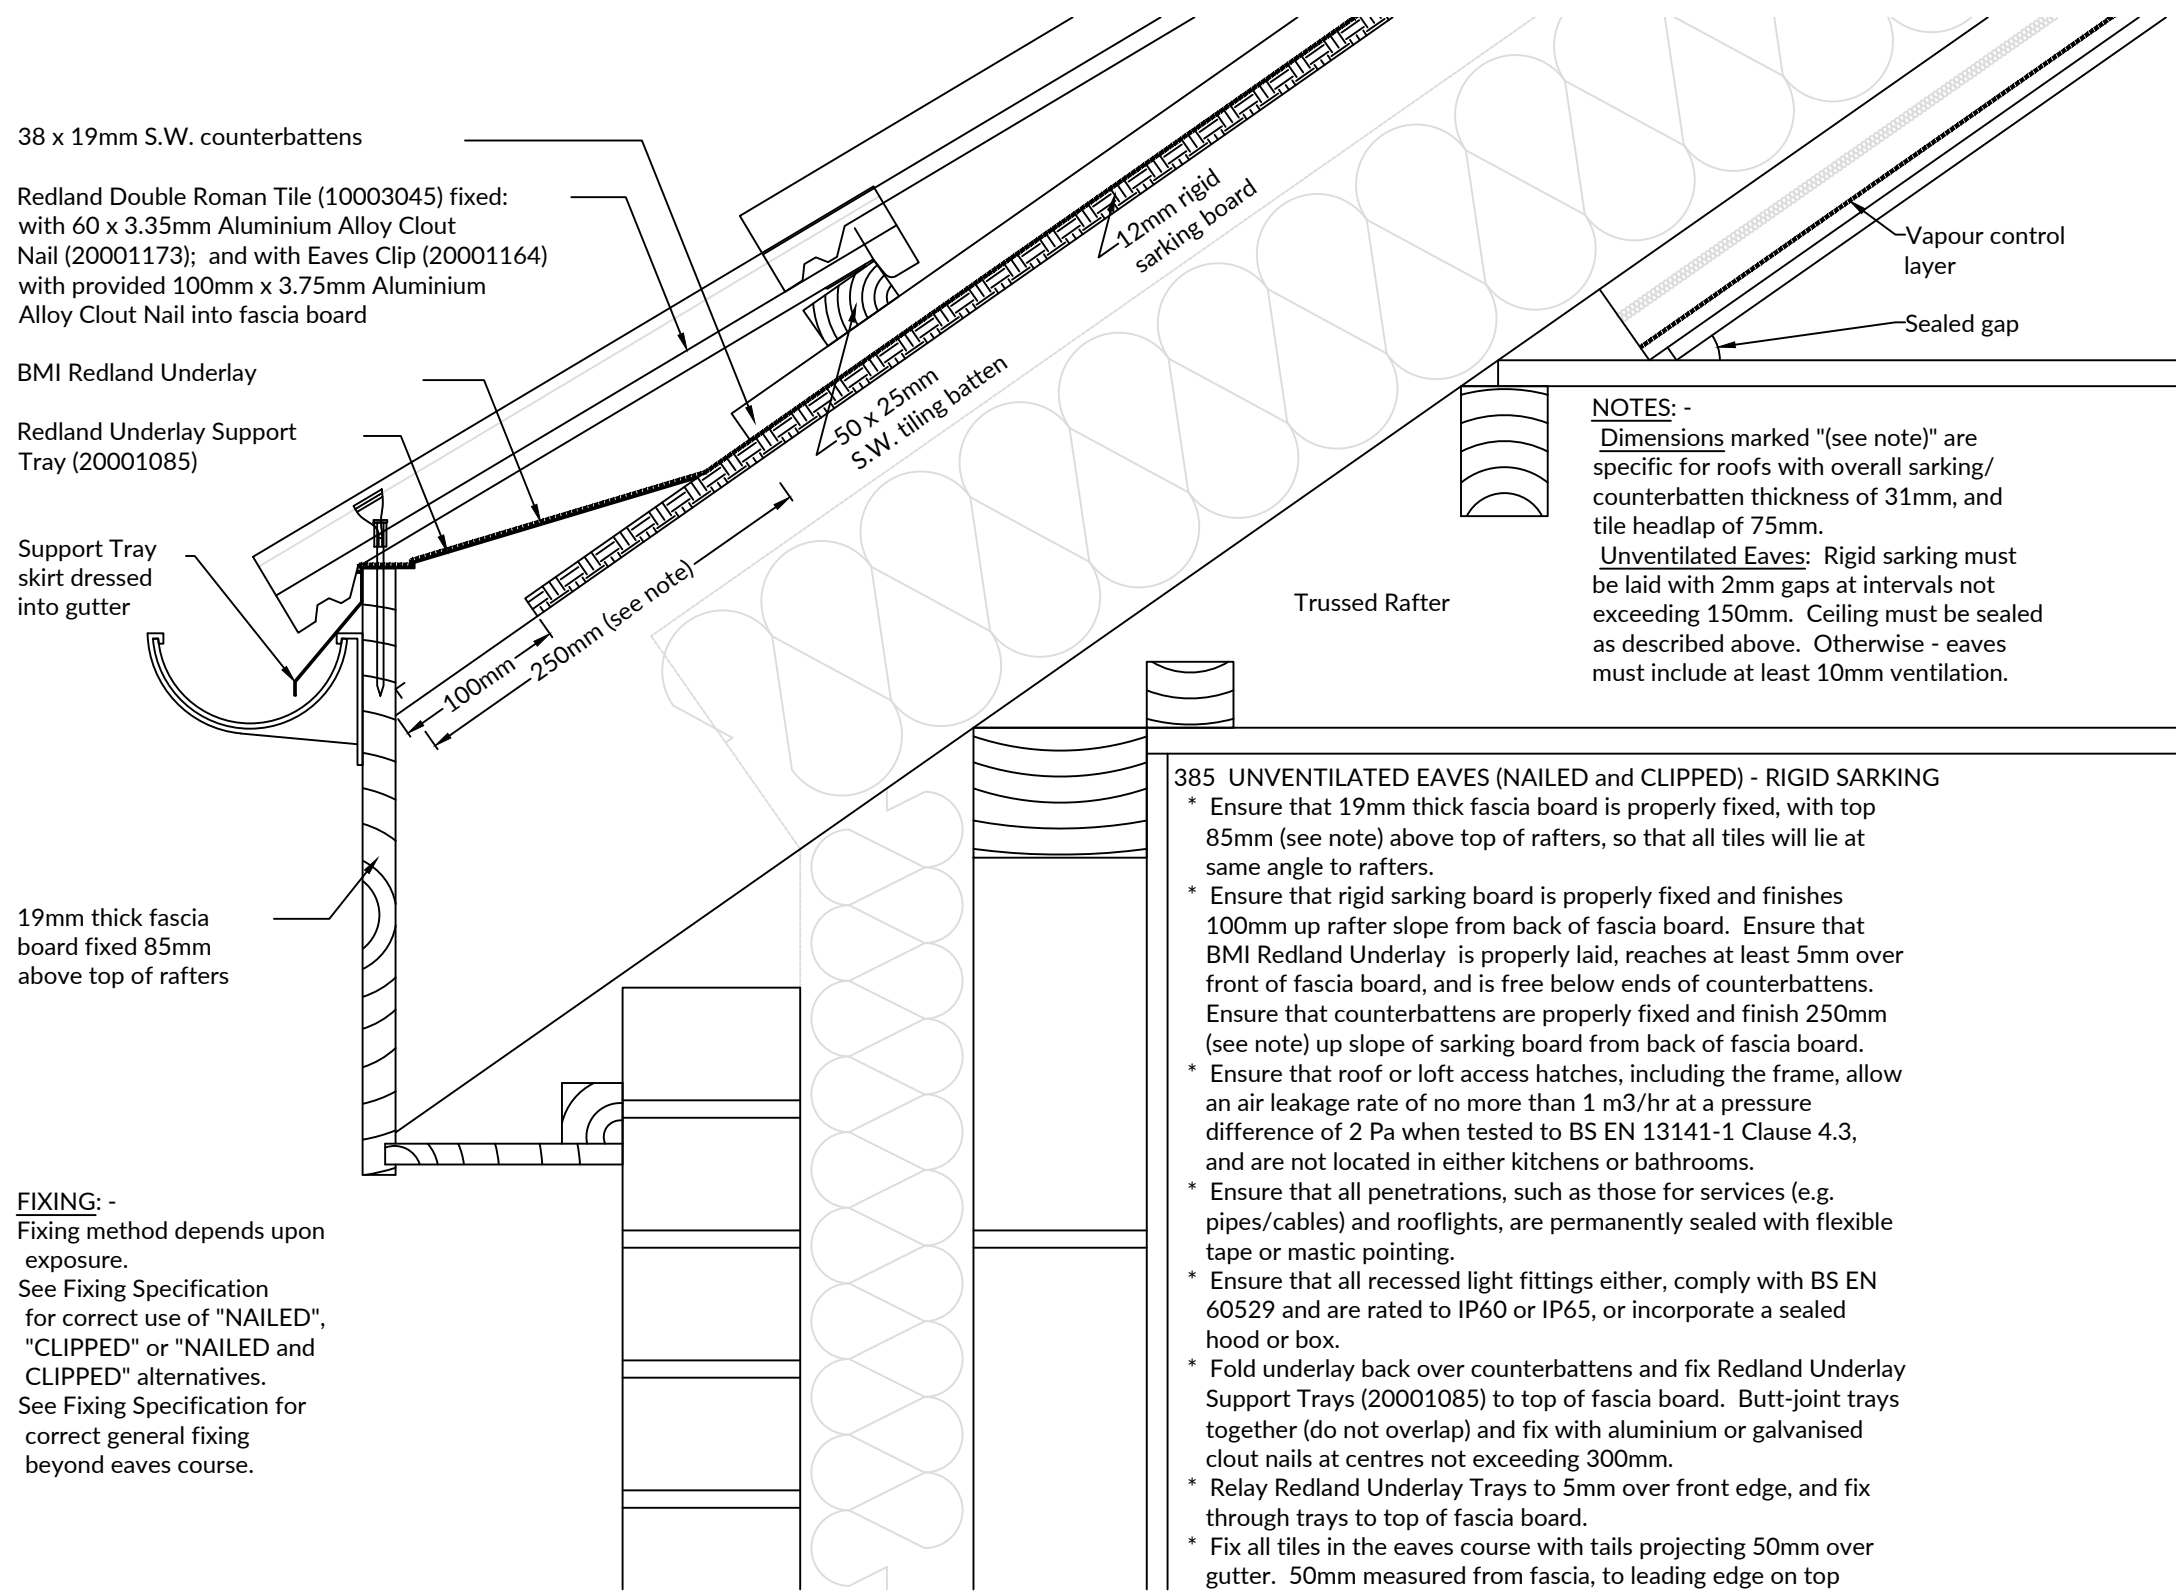 38 x 19mm S.W. counterbattens
Redland Double Roman Tile (10003045) fixed:
with 60 x 3.35mm Aluminium Alloy Clout
Nail (20001173);  and with Eaves Clip (20001164)
with provided 100mm x 3.75mm Aluminium
Alloy Clout Nail into fascia board
BMI Redland Underlay
Redland Underlay Support
Tray (20001085)
Support Tray
skirt dressed
into gutter
12mm rigid
sarking board
50 x 25mm
S.W. tiling batten
100mm
250mm (see note)
Vapour control
layer
Sealed gap
Trussed Rafter
NOTES: -
Dimensions marked "(see note)" are
specific for roofs with overall sarking/
counterbatten thickness of 31mm, and
tile headlap of 75mm.
Unventilated Eaves:  Rigid sarking must
be laid with 2mm gaps at intervals not
exceeding 150mm.  Ceiling must be sealed
as described above.  Otherwise - eaves
must include at least 10mm ventilation.
19mm thick fascia
board fixed 85mm
above top of rafters
FIXING: -
Fixing method depends upon
exposure.
See Fixing Specification
for correct use of "NAILED",
"CLIPPED" or "NAILED and
CLIPPED" alternatives.
See Fixing Specification for
correct general fixing
beyond eaves course.
385  UNVENTILATED EAVES (NAILED and CLIPPED) - RIGID SARKING
*  Ensure that 19mm thick fascia board is properly fixed, with top
85mm (see note) above top of rafters, so that all tiles will lie at
same angle to rafters.
*  Ensure that rigid sarking board is properly fixed and finishes
100mm up rafter slope from back of fascia board.  Ensure that
BMI Redland Underlay  is properly laid, reaches at least 5mm over
front of fascia board, and is free below ends of counterbattens.
Ensure that counterbattens are properly fixed and finish 250mm
(see note) up slope of sarking board from back of fascia board.
*  Ensure that roof or loft access hatches, including the frame, allow
an air leakage rate of no more than 1 m3/hr at a pressure
difference of 2 Pa when tested to BS EN 13141-1 Clause 4.3,
and are not located in either kitchens or bathrooms.
*  Ensure that all penetrations, such as those for services (e.g.
pipes/cables) and rooflights, are permanently sealed with flexible
tape or mastic pointing.
*  Ensure that all recessed light fittings either, comply with BS EN
60529 and are rated to IP60 or IP65, or incorporate a sealed
hood or box.
*  Fold underlay back over counterbattens and fix Redland Underlay
Support Trays (20001085) to top of fascia board.  Butt-joint trays
together (do not overlap) and fix with aluminium or galvanised
clout nails at centres not exceeding 300mm.
*  Relay Redland Underlay Trays to 5mm over front edge, and fix
through trays to top of fascia board.
*  Fix all tiles in the eaves course with tails projecting 50mm over
gutter.  50mm measured from fascia, to leading edge on top